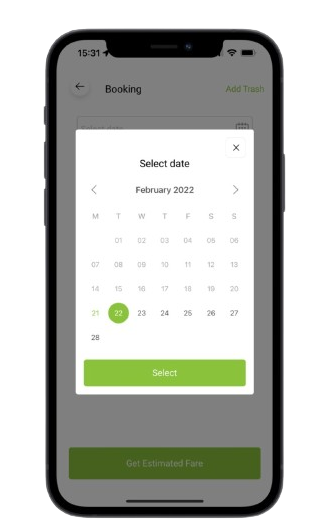 15:31
Booking
Add Trash
Select date
Select date
February 2022
M T W T F S S
01 02 03 04 05 06
07 08 09 10 11 12 13
14 15 16 17 18 19 20
21 22 23 24 25 26 27
28
Select
Get Estimated Fare